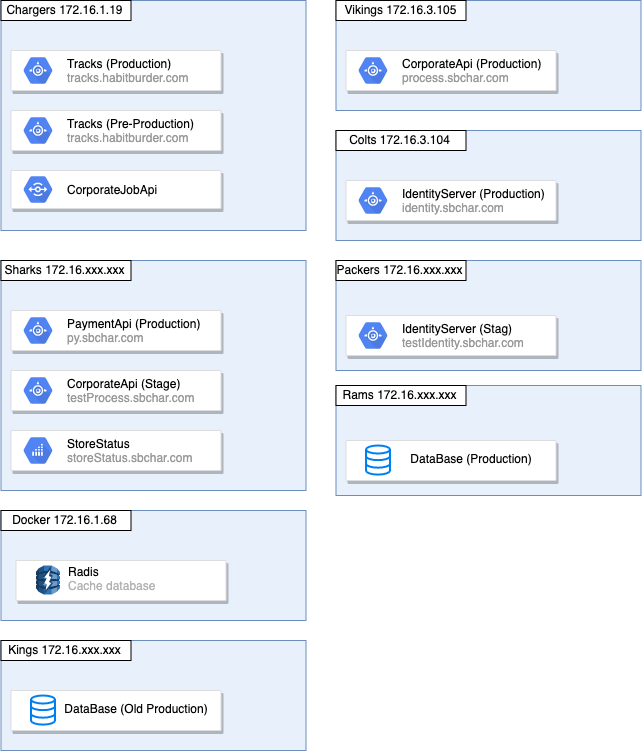 Chargers 172.16.1.19
Tracks (Production)
tracks.habitburder.com
Tracks (Pre-Production)
tracks.habitburder.com
CorporateJobApi
Vikings 172.16.3.105
CorporateApi (Production)
process.sbchar.com
Colts 172.16.3.104
IdentityServer (Production)
identity.sbchar.com
Sharks 172.16.xxx.xxx
PaymentApi (Production)
py.sbchar.com
CorporateApi (Stage)
testProcess.sbchar.com
StoreStatus
storeStatus.sbchar.com
Packers 172.16.xxx.xxx
IdentityServer (Stag)
testIdentity.sbchar.com
Rams 172.16.xxx.xxx
DataBase (Production)
Docker 172.16.1.68
Radis
Cache database
Kings 172.16.xxx.xxx
DataBase (Old Production)